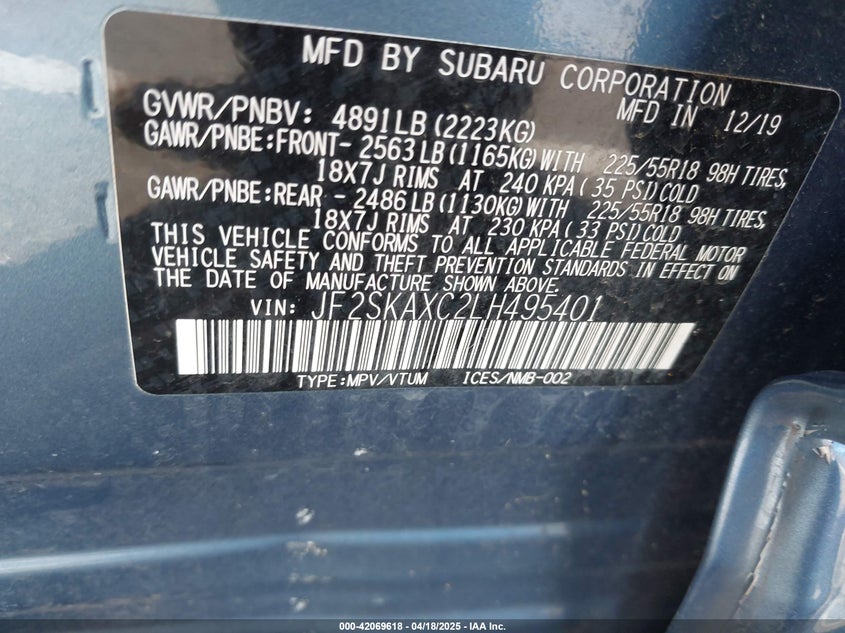 MFD BY SUBARU CORPORATION
MFD IN 12/19
GVWR/PNBV: 4891LB(2223KG)
GAWR/PNBE:FRONT- 2563LB(1165KG)WITH 225/55R18 98H TIRES,
18X7J RIMS AT 240 KPA(35 PSI)COLD
GAWR/PNBE:REAR - 2486LB(1130KG)WITH 225/55R18 98H TIRES,
18X7J RIMS AT 230 KPA(33 PSI)COLD
THIS VEHICLE CONFORMS TO ALL APPLICABLE FEDERAL MOTOR
VEHICLE SAFETY AND THEFT PREVENTION STANDARDS IN EFFECT ON
THE DATE OF MANUFACTURE SHOWN ABOVE.
VIN: JF2SKAXC2LH495401
TYPE:MPV/VTUM ICES/NMB-002
000-42069618 - 04/18/2025 - IAA Inc.